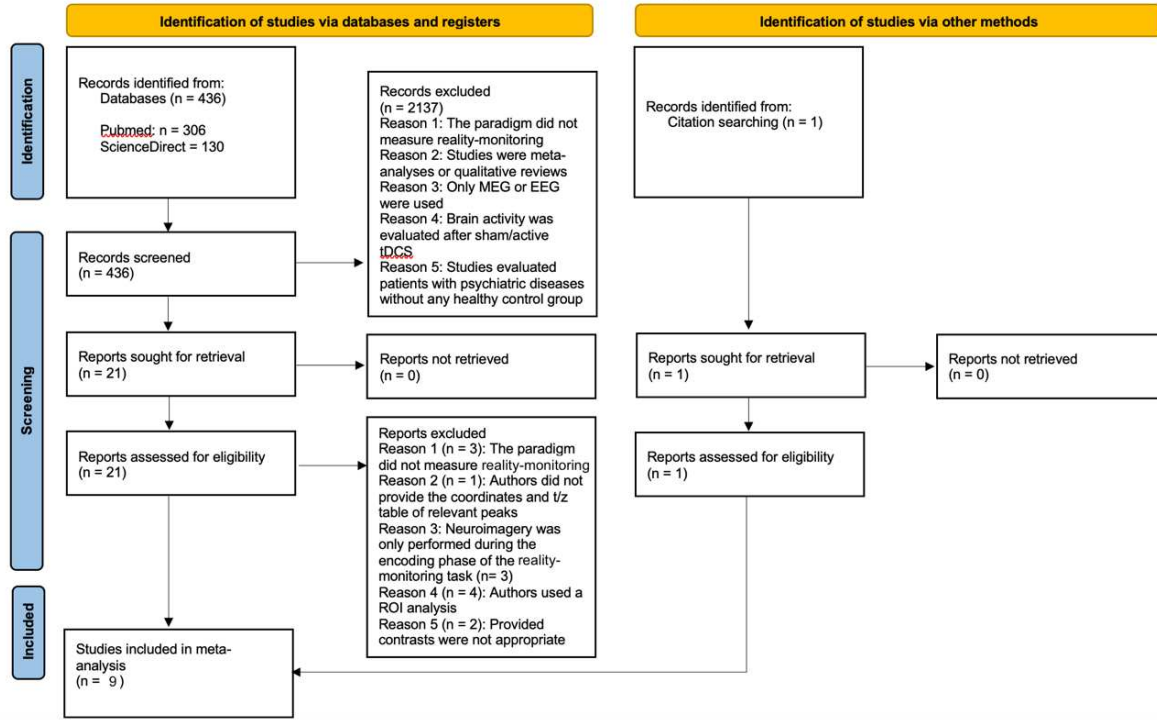 Identification of studies via databases and registers
Identification of studies via other methods
Identification
Records identified from:
Databases (n = 436)
Pubmed: n = 306
ScienceDirect = 130
Records excluded
(n = 2137)
Reason 1: The paradigm did not
measure reality-monitoring
Reason 2: Studies were meta-
analyses or qualitative reviews
Reason 3: Only MEG or EEG
were used
Reason 4: Brain activity was
evaluated after sham/active
tDCS
Reason 5: Studies evaluated
patients with psychiatric diseases
without any healthy control group
Records identified from:
Citation searching (n = 1)
Screening
Records screened
(n = 436)
Reports sought for retrieval
(n = 21)
Reports not retrieved
(n = 0)
Reports sought for retrieval
(n = 1)
Reports not retrieved
(n = 0)
Reports assessed for eligibility
(n = 21)
Reports excluded
Reason 1 (n = 3): The paradigm
did not measure reality-monitoring
Reason 2 (n = 1): Authors did not
provide the coordinates and t/z
table of relevant peaks
Reason 3: Neuroimagery was
only performed during the
encoding phase of the reality-
monitoring task (n= 3)
Reason 4 (n = 4): Authors used a
ROI analysis
Reason 5 (n = 2): Provided
contrasts were not appropriate
Reports assessed for eligibility
(n = 1)
Included
Studies included in meta-
analysis
(n = 9 )